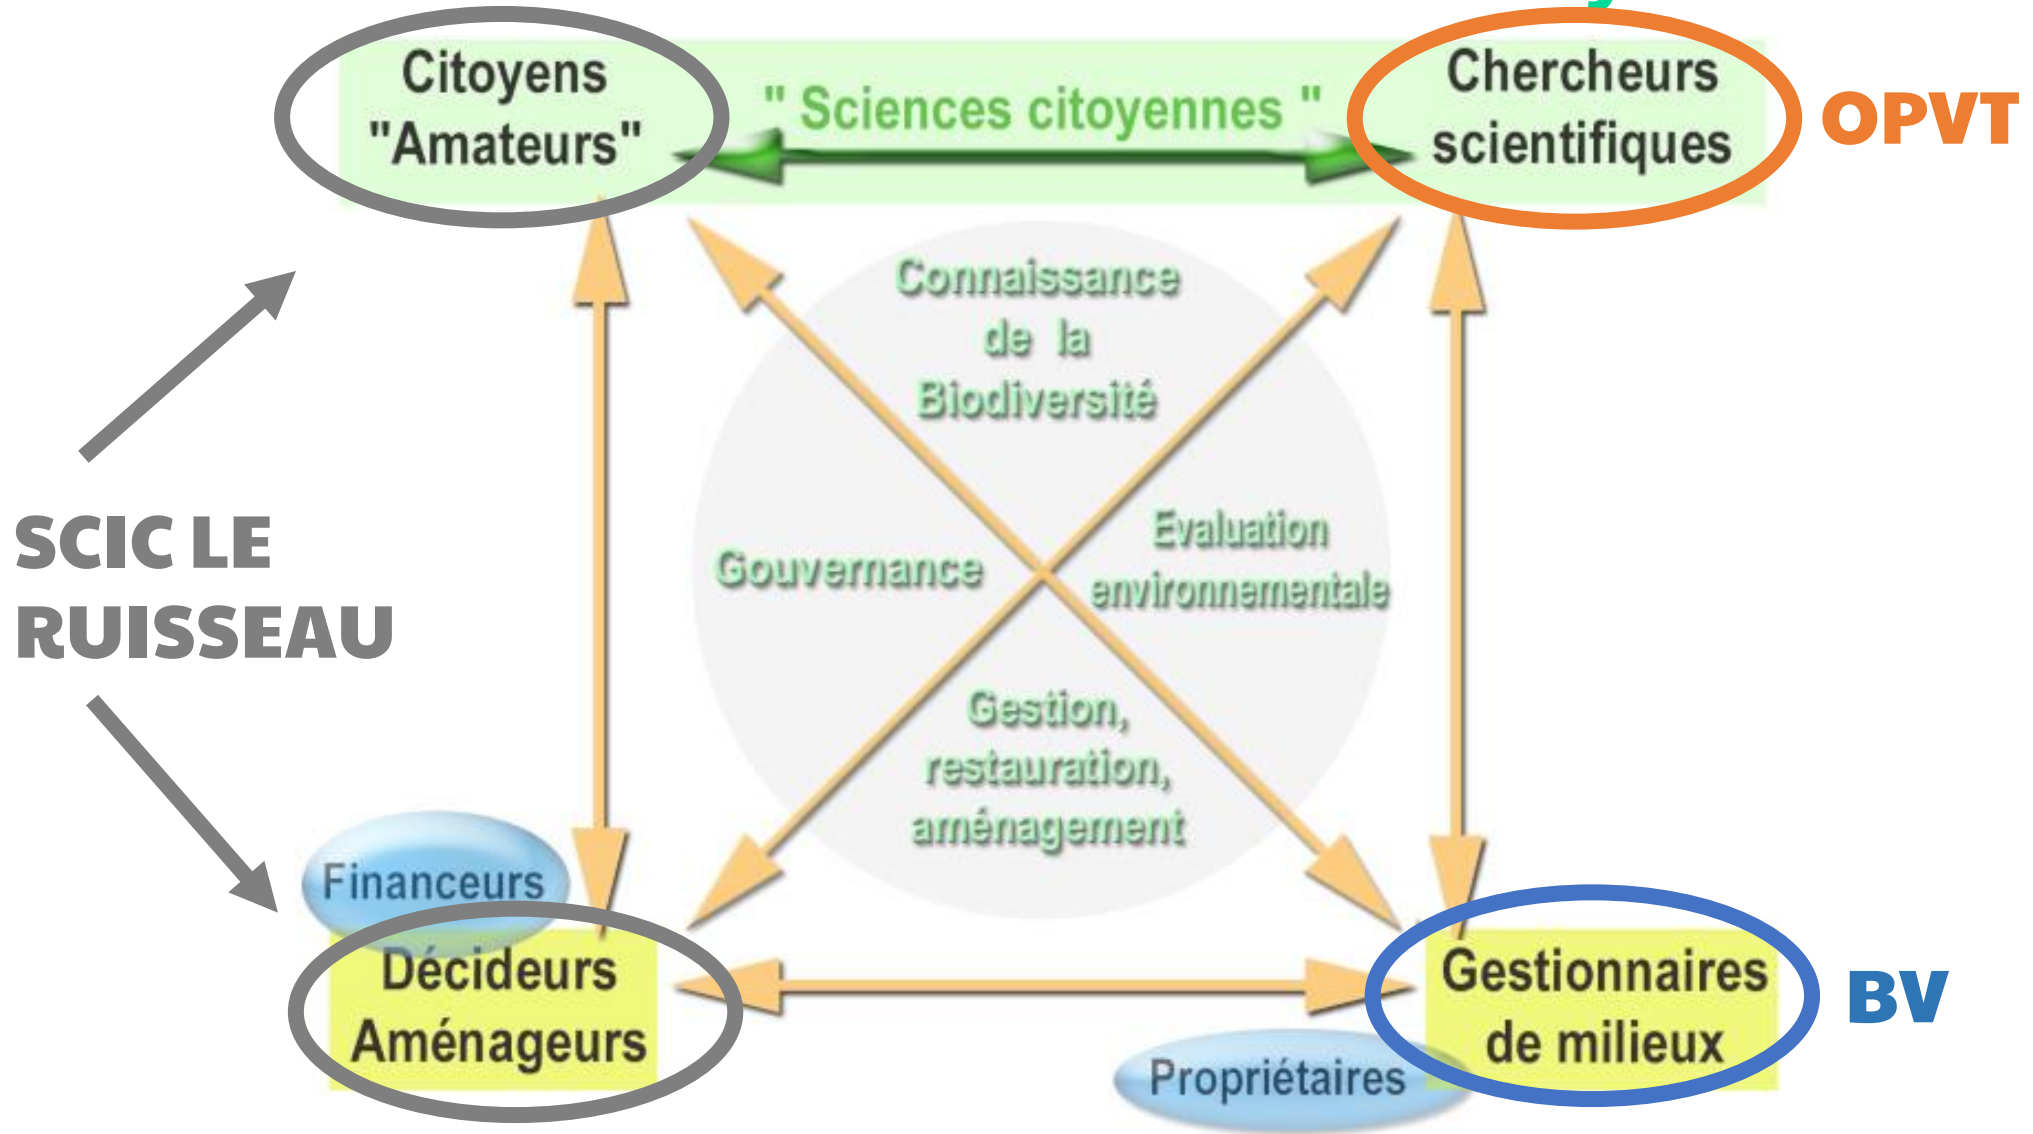 Citoyens
"Amateurs"
" Sciences citoyennes "
Chercheurs
scientifiques
OPVT
Connaissance
de la
Biodiversité
Gouvernance
Evaluation
environnementale
SCIC LE
RUISSEAU
Gestion,
restauration,
aménagement
Financeurs
Décideurs
Aménageurs
Gestionnaires
de milieux
BV
Propriétaires